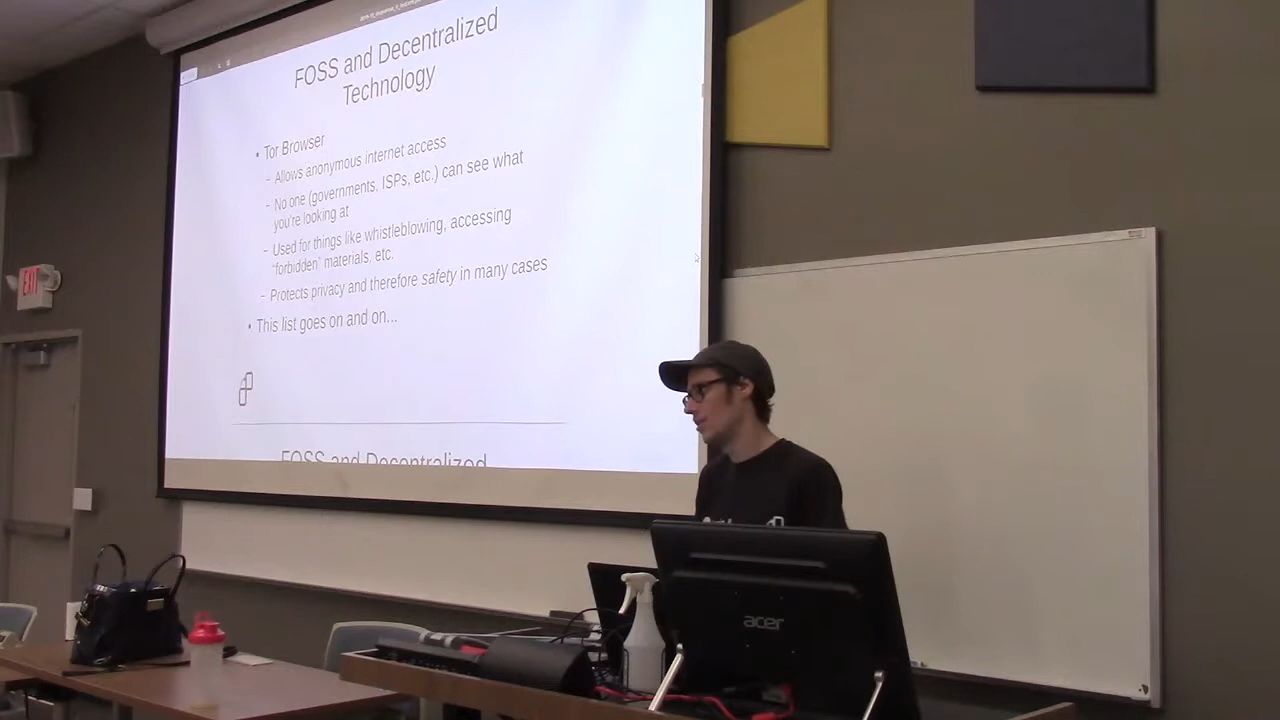 FOSS and Decentralized
Technology
• Tor Browser
– Allows anonymous internet access
– No one (governments, ISPs, etc.) can see what
you're looking at
– Used for things like whistleblowing, accessing
"forbidden" materials, etc.
– Protects privacy and therefore safety in many cases
• This list goes on and on...
FOSS and Decentralized
EXIT
acer